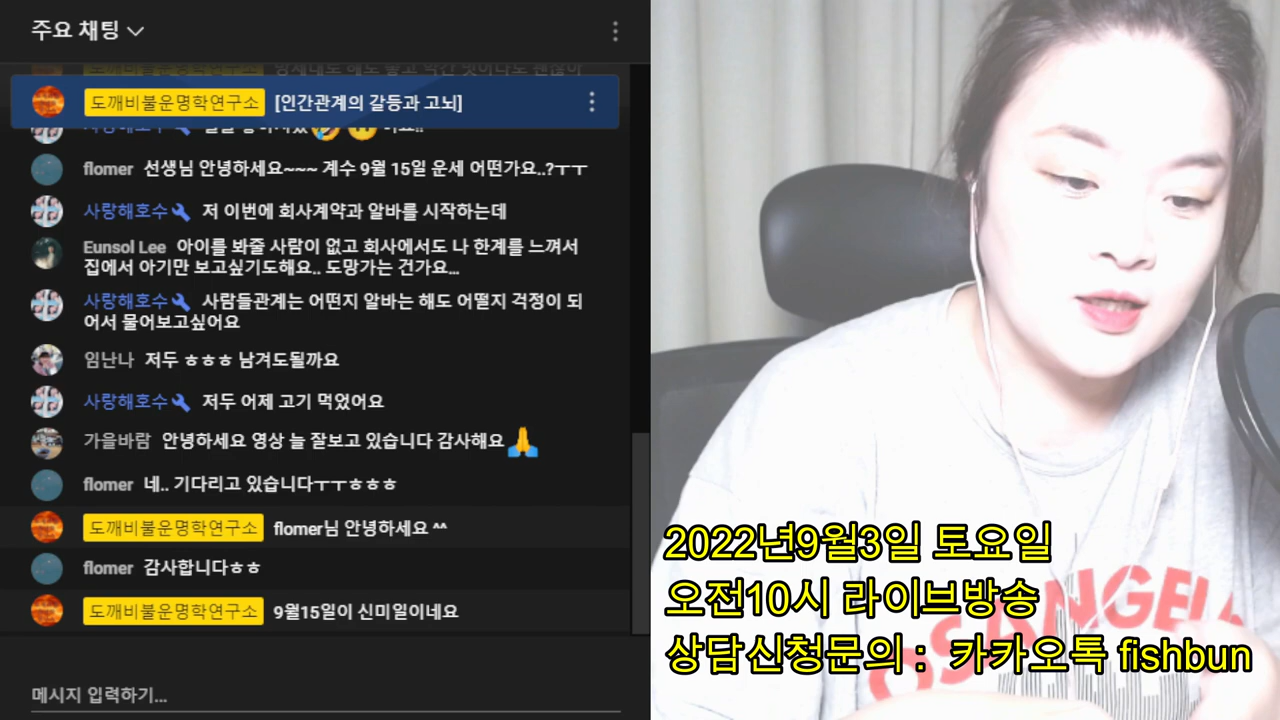 주요 채팅
도깨비불운명학연구소 [인간관계의 갈등과 고뇌]
flomer 선생님 안녕하세요~~~ 계수 9월 15일 운세 어떤가요..?ㅜㅜ
사랑해호수 저 이번에 회사계약과 알바를 시작하는데
Eunsol Lee 아이를 봐줄 사람이 없고 회사에서도 나 한계를 느껴서
집에서 아기만 보고싶기도해요.. 도망가는 건가요...
사랑해호수 사람들관계는 어떤지 알바는 해도 어떨지 걱정이 되
어서 물어보고싶어요
임난나 저두 ㅎㅎㅎ 남겨도될까요
사랑해호수 저두 어제 고기 먹었어요
가을바람 안녕하세요 영상 늘 잘보고 있습니다 감사해요🙏
flomer 네.. 기다리고 있습니다ㅜㅜㅎㅎㅎ
도깨비불운명학연구소 flomer님 안녕하세요 ^^
flomer 감사합니다ㅎㅎ
도깨비불운명학연구소 9월15일이 신미일이네요
메시지 입력하기...
2022년9월3일 토요일
오전10시 라이브방송
상담신청문의 : 카카오톡 fishbun
OS ANGEL